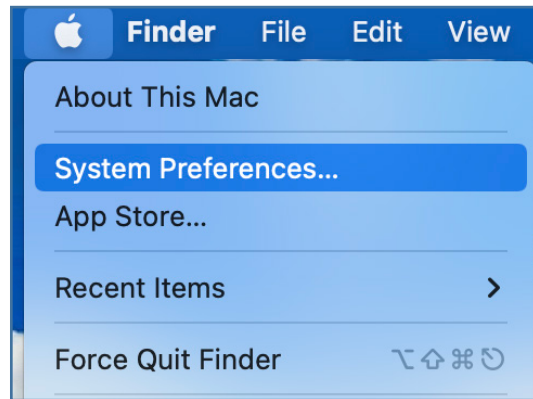 Finder File Edit View
About This Mac
System Preferences...
App Store...
Recent Items
Force Quit Finder ⌥⇧⌘⎋